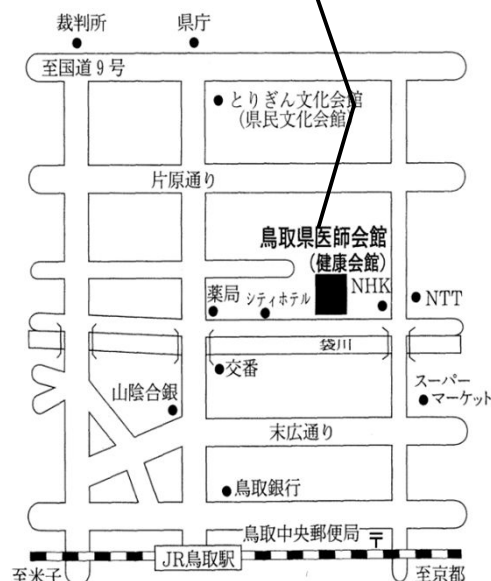 裁判所
県庁
至国道9号
とりぎん文化会館
(県民文化会館)
片原通り
鳥取県医師会館
(健康会館)
薬局
シティホテル
NHK
NTT
袋川
交番
スーパー
マーケット
山陰合銀
末広通り
鳥取銀行
鳥取中央郵便局 〒
JR鳥取駅
至米子
至京都